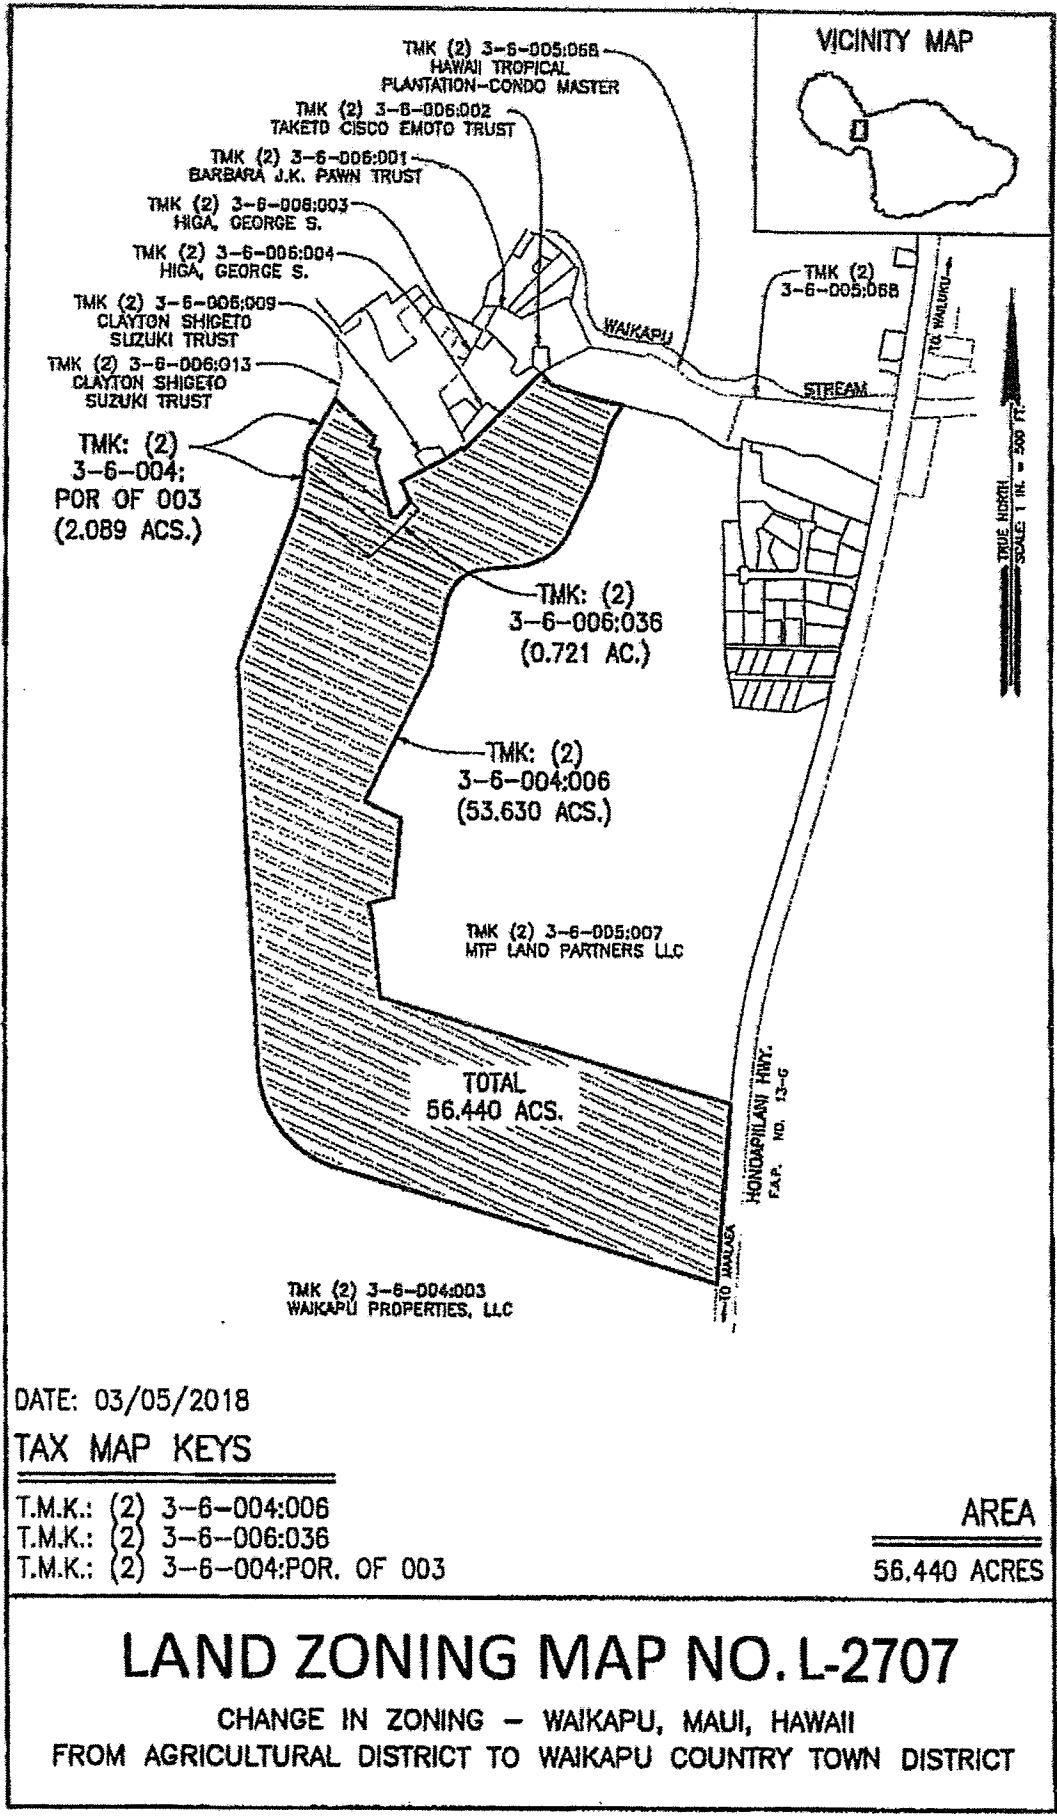 VICINITY MAP
TMK (2) 3-6-005:068
HAWAII TROPICAL
PLANTATION-CONDO MASTER
TMK (2) 3-6-006:002
TAKETO CISCO EMOTO TRUST
TMK (2) 3-6-006:001
BARBARA J.K. PAWN TRUST
TMK (2) 3-6-006:003
HIGA, GEORGE S.
TMK (2) 3-6-006:004
HIGA, GEORGE S.
TMK (2) 3-6-006:009
CLAYTON SHIGETO
SUZUKI TRUST
TMK (2) 3-6-006:013
CLAYTON SHIGETO
SUZUKI TRUST
TMK: (2)
3-6-004:
POR OF 003
(2.089 ACS.)
TMK (2)
3-6-005:068
WAIKAPU
STREAM
TO WAILUKU
TRUE NORTH
SCALE: 1 IN. = 500 FT.
TMK: (2)
3-6-006:036
(0.721 AC.)
TMK: (2)
3-6-004:006
(53.630 ACS.)
TMK (2) 3-6-005:007
MTP LAND PARTNERS LLC
TOTAL
56.440 ACS.
HONOAPIILANI HWY.
F.A.P. NO. 13-G
TO MAALAEA
TMK (2) 3-6-004:003
WAIKAPU PROPERTIES, LLC
DATE: 03/05/2018
TAX MAP KEYS
T.M.K.: (2) 3-6-004:006
T.M.K.: (2) 3-6-006:036
T.M.K.: (2) 3-6-004:POR. OF 003
AREA
56.440 ACRES
LAND ZONING MAP NO. L-2707
CHANGE IN ZONING - WAIKAPU, MAUI, HAWAII
FROM AGRICULTURAL DISTRICT TO WAIKAPU COUNTRY TOWN DISTRICT